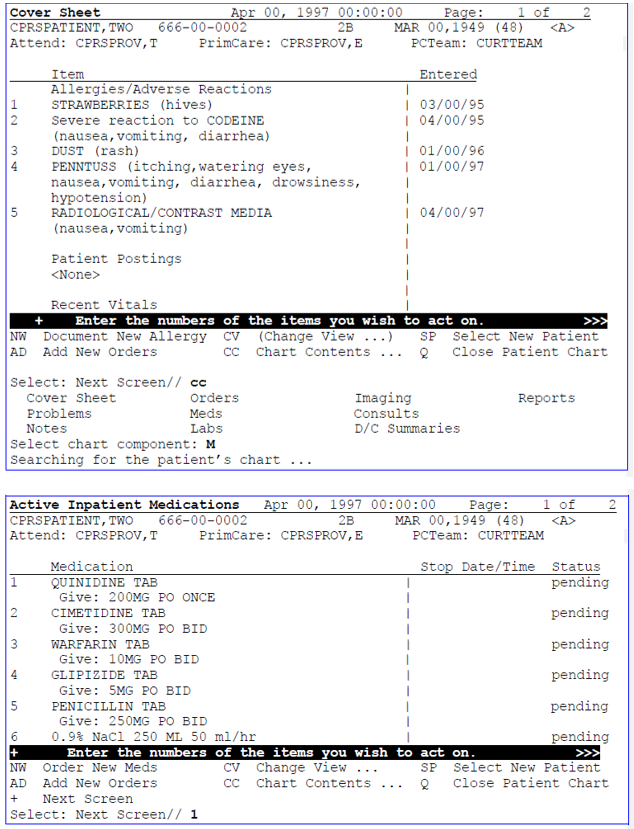 Cover Sheet Apr 00, 1997 00:00:00 Page: 1 of 2
CPRSPATIENT,TWO 666-00-0002 2B MAR 00,1949 (48) <A>
Attend: CPRSPROV,T PrimCare: CPRSPROV,E PCTeam: CURTTEAM
Item Entered
Allergies/Adverse Reactions |
1 STRAWBERRIES (hives) | 03/00/95
2 Severe reaction to CODEINE | 04/00/95
(nausea,vomiting, diarrhea) |
3 DUST (rash) | 01/00/96
4 PENNTUSS (itching,watering eyes, | 01/00/97
nausea,vomiting, diarrhea, drowsiness, |
hypotension) |
5 RADIOLOGICAL/CONTRAST MEDIA | 04/00/97
(nausea,vomiting) |
|
Patient Postings |
<None> |
|
Recent Vitals |
+ Enter the numbers of the items you wish to act on. >>>
NW Document New Allergy CV (Change View ...) SP Select New Patient
AD Add New Orders CC Chart Contents ... Q Close Patient Chart
Select: Next Screen// cc
Cover Sheet Orders Imaging Reports
Problems Meds Consults
Notes Labs D/C Summaries
Select chart component: M
Searching for the patient's chart ...
Active Inpatient Medications Apr 00, 1997 00:00:00 Page: 1 of 2
CPRSPATIENT,TWO 666-00-0002 2B MAR 00,1949 (48) <A>
Attend: CPRSPROV,T PrimCare: CPRSPROV,E PCTeam: CURTTEAM
Medication Stop Date/Time Status
1 QUINIDINE TAB | pending
Give: 200MG PO ONCE |
2 CIMETIDINE TAB | pending
Give: 300MG PO BID |
3 WARFARIN TAB | pending
Give: 10MG PO BID |
4 GLIPIZIDE TAB | pending
Give: 5MG PO BID |
5 PENICILLIN TAB | pending
Give: 250MG PO BID |
6 0.9% NaCl 250 ML 50 ml/hr | pending
+ Enter the numbers of the items you wish to act on. >>>
NW Order New Meds CV Change View ... SP Select New Patient
AD Add New Orders CC Chart Contents ... Q Close Patient Chart
+ Next Screen
Select: Next Screen// 1